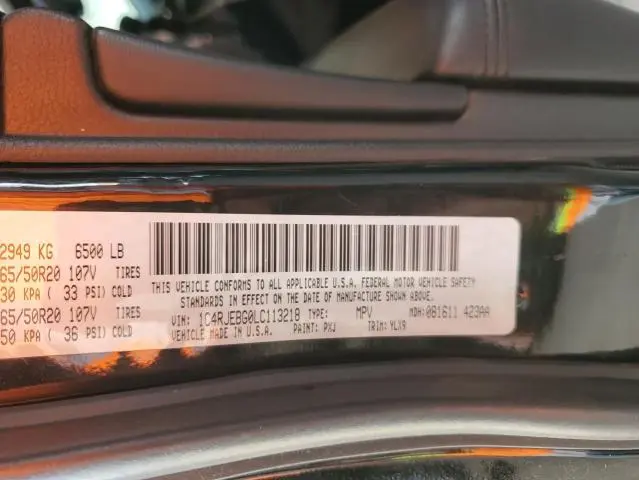 2949 KG 6500 LB
65/50R20 107V TIRES
30 KPA ( 33 PSI) COLD
65/50R20 107V TIRES
50 KPA ( 36 PSI) COLD
THIS VEHICLE CONFORMS TO ALL APPLICABLE U.S.A. FEDERAL MOTOR VEHICLE SAFETY
STANDARDS IN EFFECT ON THE DATE OF MANUFACTURE SHOWN ABOVE.
VIN: 1C4RJEBG0LC113218 TYPE: MPV MDH: 081611 423AA
VEHICLE MADE IN U.S.A. PAINT: PXJ TRIM: YLX9